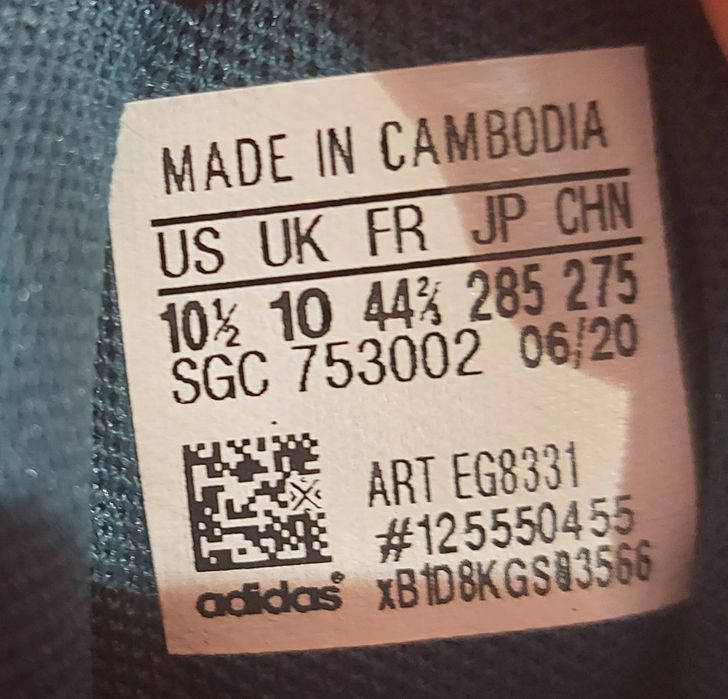 MADE IN CAMBODIA
US UK FR JP CHN
10½ 10 44⅔ 285 275
SGC 753002 06/20
ART EG8331
#125550455
adidas®